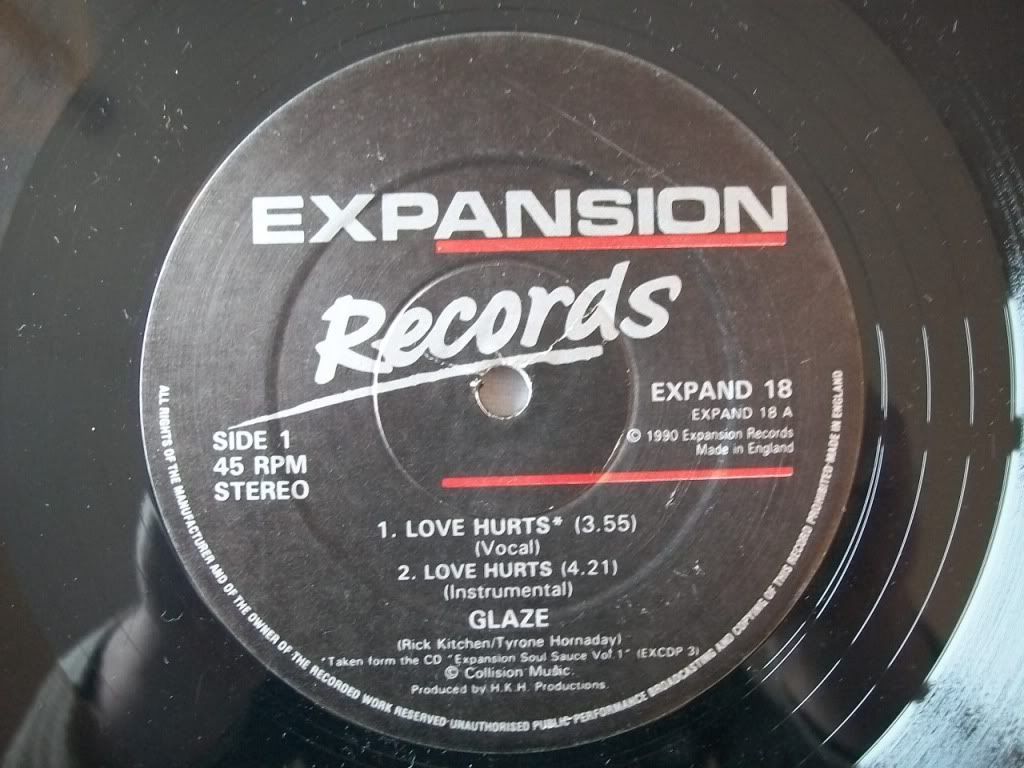 EXPANSION
Records
EXPAND 18
EXPAND 18 A
© 1990 Expansion Records
Made in England
SIDE 1
45 RPM
STEREO
1. LOVE HURTS* (3.55)
(Vocal)
2. LOVE HURTS (4.21)
(Instrumental)
GLAZE
(Rick Kitchen/Tyrone Hornaday)
*Taken form the CD "Expansion Soul Sauce Vol.1" (EXCDP 3)
© Collision Music.
Produced by H.K.H. Productions.
ALL RIGHTS OF THE MANUFACTURER AND OF THE OWNER OF THE RECORDED WORK RESERVED UNAUTHORISED PUBLIC PERFORMANCE BROADCASTING AND COPYING OF THIS RECORD PROHIBITED MADE IN ENGLAND